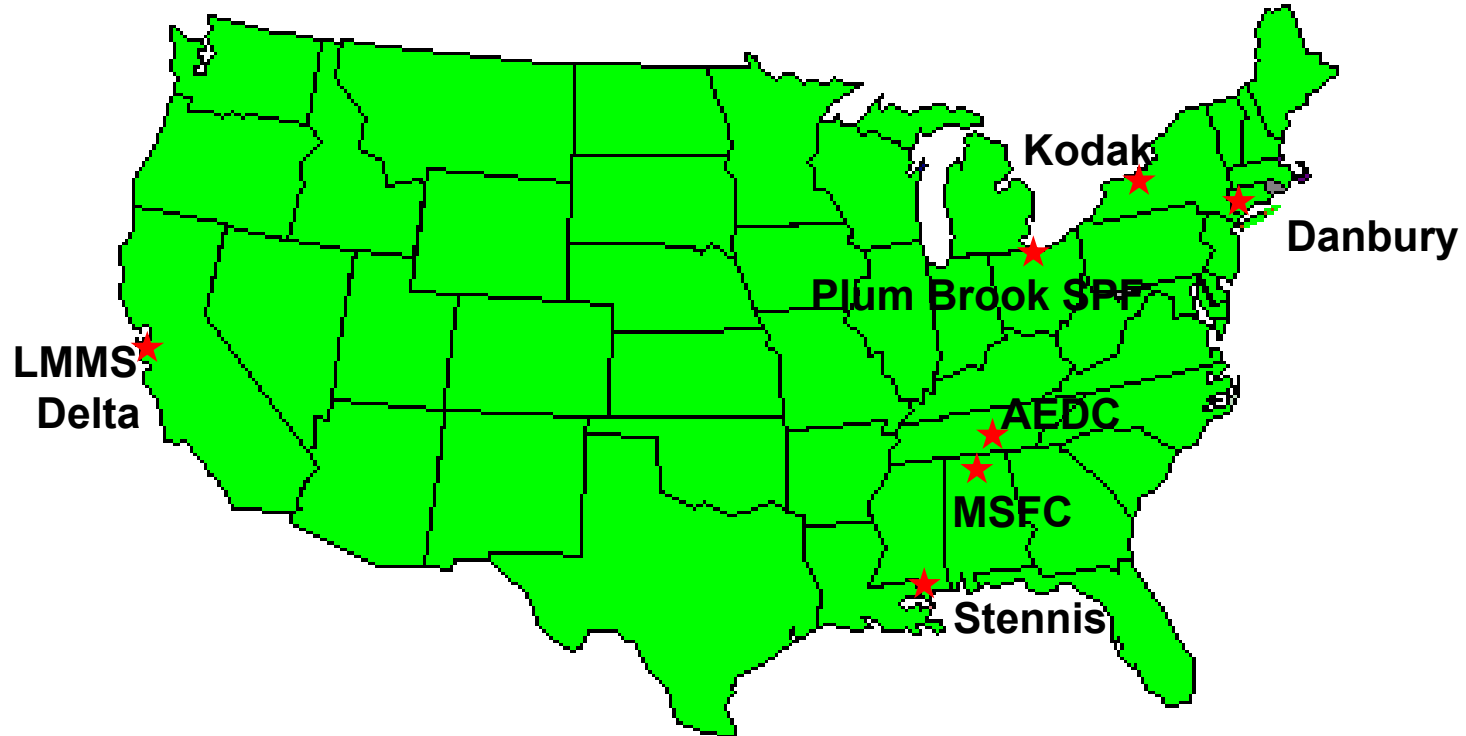 Kodak
Danbury
Plum Brook SPF
LMMS
Delta
AEDC
MSFC
Stennis